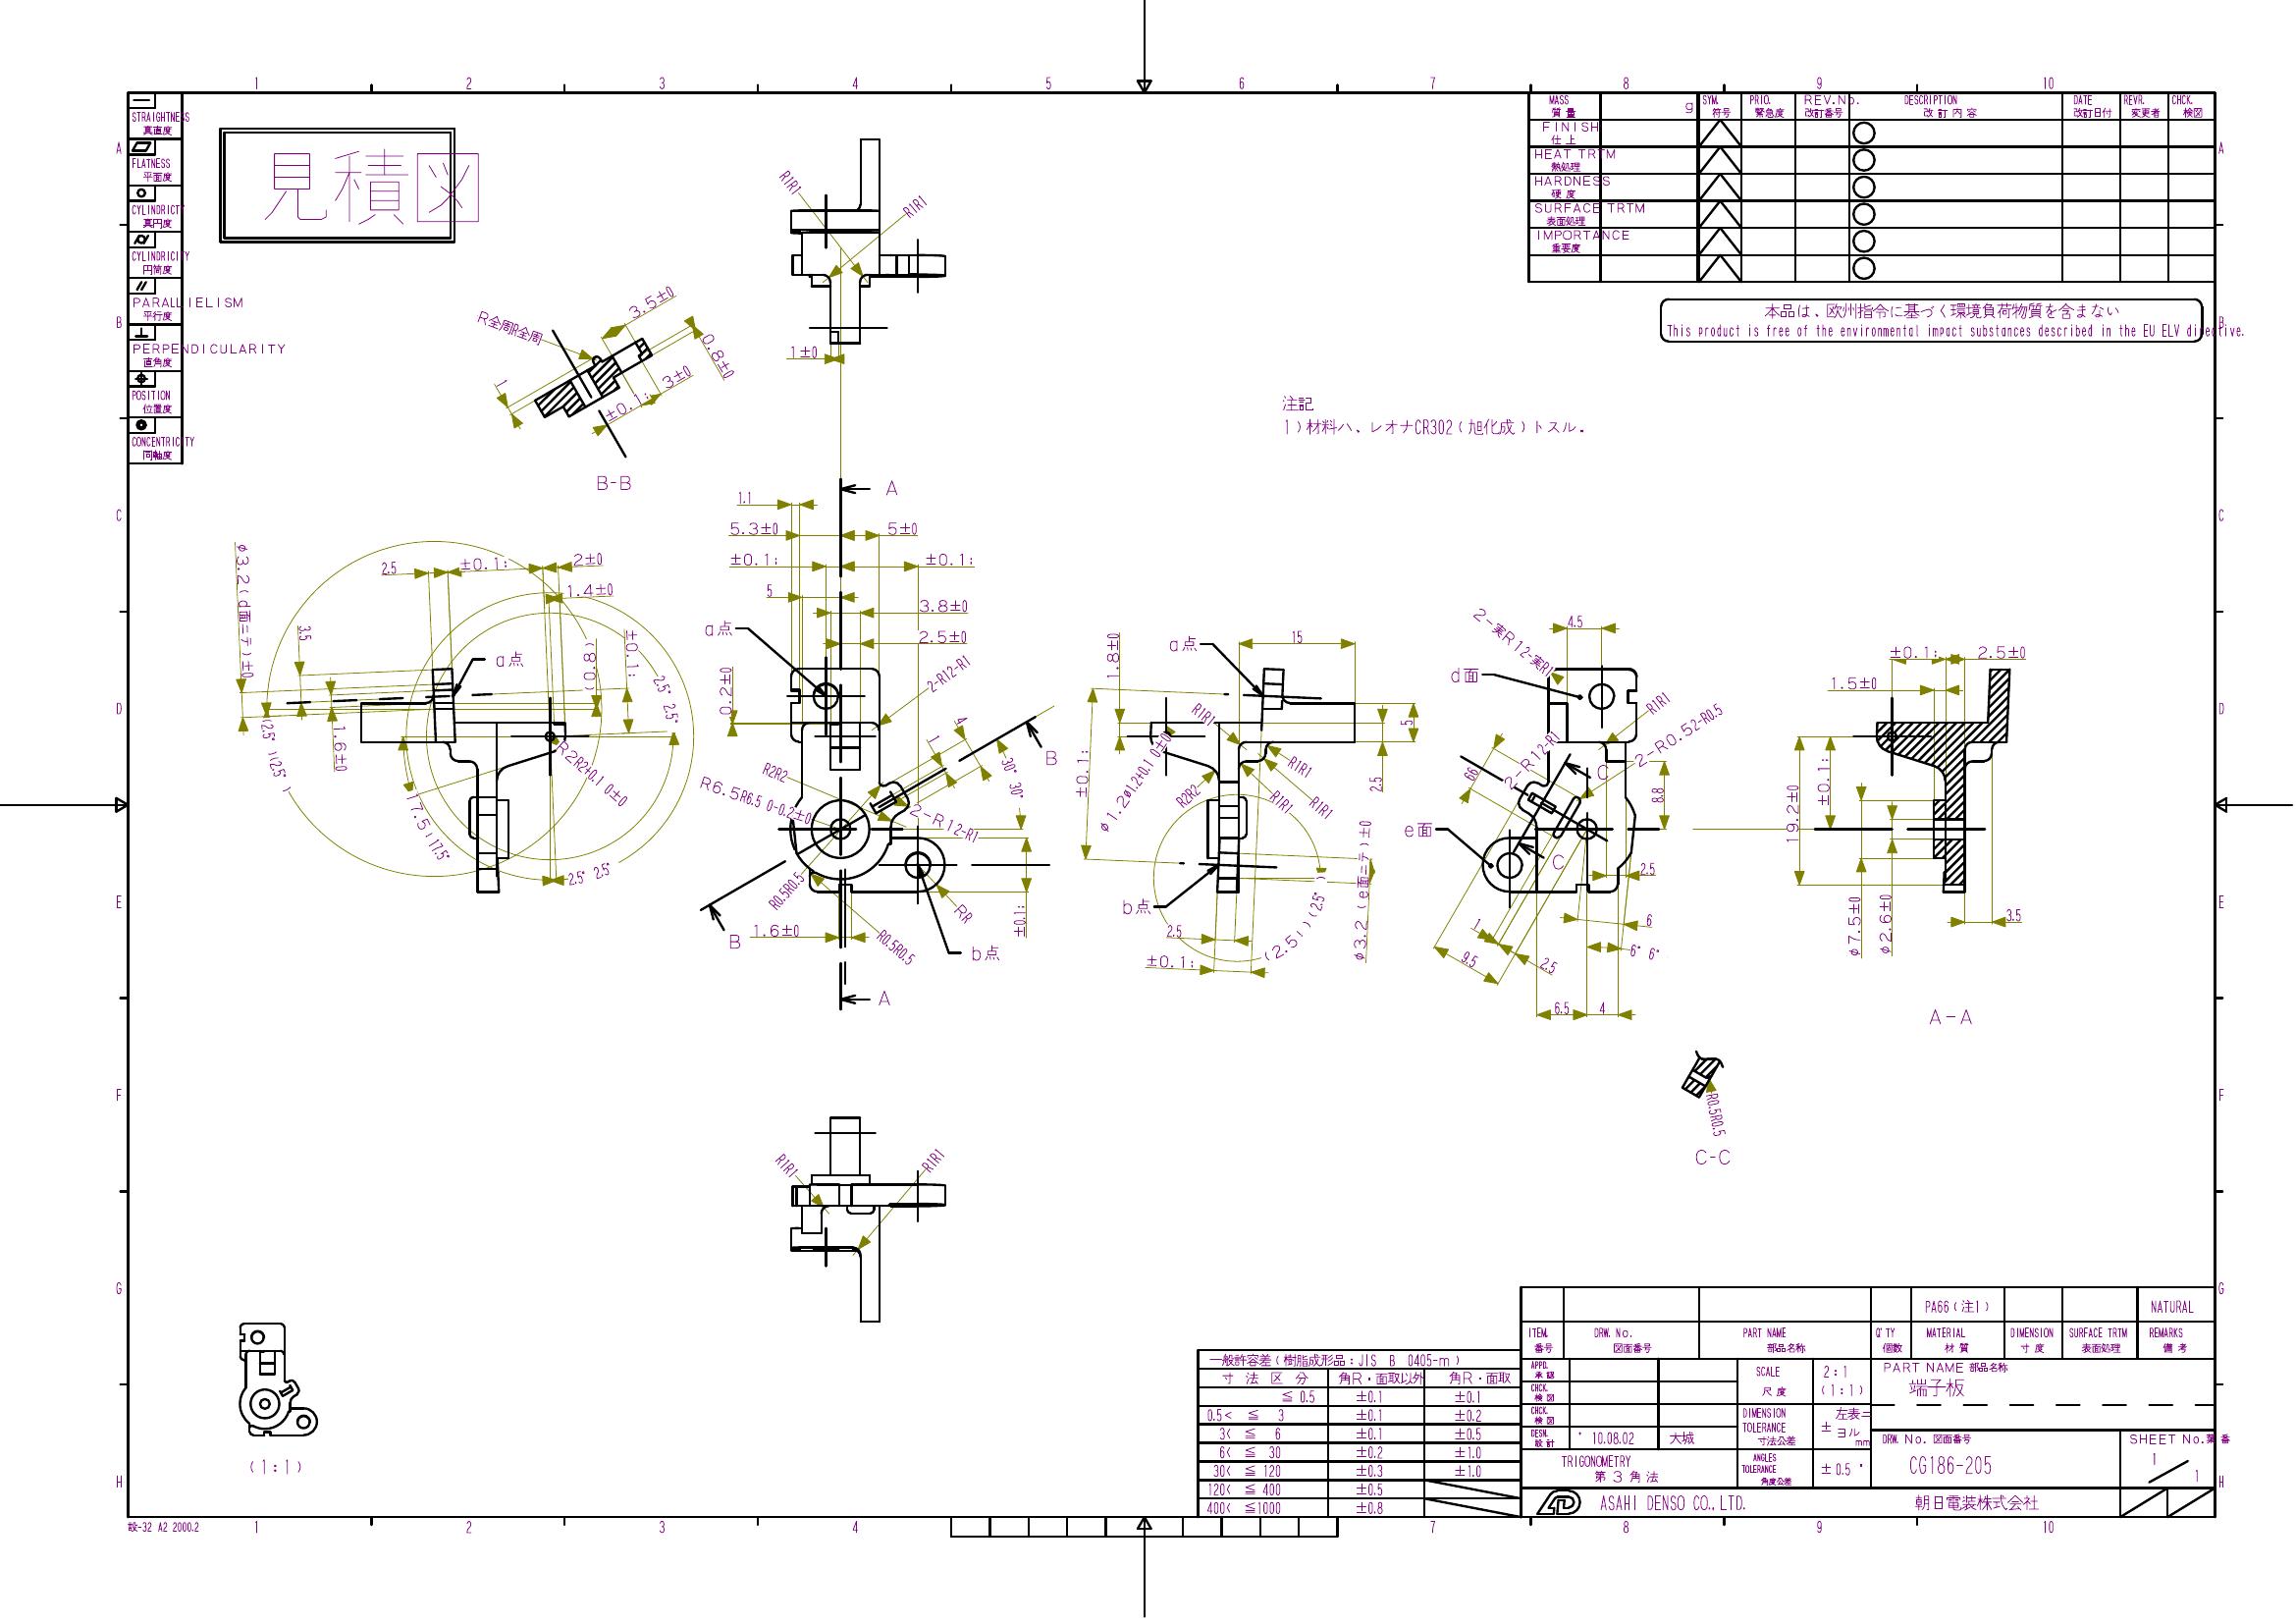 1 2 3 4 5 6 7 8 9 10
STRAIGHTNESS
真直度
FLATNESS
平面度
CYLINDRICTY
真円度
CYLINDRICITY
円筒度
PARALLIELISM
平行度
PERPENDICULARITY
直角度
POSITION
位置度
CONCENTRICITY
同軸度
見積図
A
B
C
D
E
F
G
H
MASS
質量
g
SYM.
符号
PRIO.
緊急度
REV.No.
改訂番号
DESCRIPTION
改訂内容
DATE
改訂日付
REVR.
変更者
CHCK.
検図
FINISH
仕上
HEAT TRTM
熱処理
HARDNESS
硬度
SURFACE TRTM
表面処理
IMPORTANCE
重要度
本品は、欧州指令に基づく環境負荷物質を含まない
This product is free of the environmental impact substances described in the EU ELV directive.
注記
1)材料ハ、レオナCR302(旭化成)トスル.
R1R1
R1R1
1±0
R全周R全周
3.5±0
0.8±0
3±0
±0.1:
1
B-B
A
1.1
5.3±0
5±0
±0.1:
±0.1:
5
3.8±0
2.5±0
a点
0.2±0
2-R12-R1
4
1
B
30° 30°
R2R2
R6.5R6.5 0-0.2±0
2-R12-R1
R0.5R0.5
RR
±0.1:
B
1.6±0
R0.5R0.5
b点
A
φ3.2(d面ニテ)±0
2.5
±0.1:
2±0
1.4±0
3.5
(0.8)
±0.1:
a点
2.5° 2.5°
(2.5°)(2.5°)
1.6±0
R2R2+0.1 0±0
17.5°17.5°
2.5° 2.5°
1.8±0
a点
15
R1R1
5
φ1.2φ1.2+0.1 0±0
±0.1:
R2R2
R1R1
R1R1
R1R1
2.5
b点
2.5
±0.1:
(2.5°)(2.5°)
φ3.2(e面ニテ)±0
2-実R12-実R1
4.5
d面
R1R1
66
2-R12-R1
2-R0.52-R0.5
C
8.8
e面
C
2.5
1
6
9.5
2.5
6° 6°
6.5
4
±0.1:
2.5±0
1.5±0
19.2±0
±0.1:
φ7.5±0
φ2.6±0
3.5
A-A
R0.5R0.5
C-C
R1R1
R1R1
(1:1)
一般許容差(樹脂成形品:JIS B 0405-m)
寸法区分 角R・面取以外 角R・面取
≦ 0.5 ±0.1 ±0.1
0.5< ≦ 3 ±0.1 ±0.2
3< ≦ 6 ±0.1 ±0.5
6< ≦ 30 ±0.2 ±1.0
30< ≦ 120 ±0.3 ±1.0
120< ≦ 400 ±0.5
400< ≦1000 ±0.8
PA66(注1) NATURAL
ITEM.
番号
DRW. No.
図面番号
PART NAME
部品名称
Q'TY
個数
MATERIAL
材質
DIMENSION
寸度
SURFACE TRTM
表面処理
REMARKS
備考
APPD.
承認
CHCK.
検図
CHCK.
検図
DESN.
設計
' 10.08.02
大城
SCALE
尺度
2:1
(1:1)
DIMENSION
TOLERANCE
寸法公差
± 左表ニ
ヨル
mm
ANGLES
TOLERANCE
角度公差
±0.5°
TRIGONOMETRY
第3角法
PART NAME 部品名称
端子板
DRW. No. 図面番号
CG186-205
SHEET No.葉番
1
1
ASAHI DENSO CO., LTD.
朝日電装株式会社
設-32 A2 2000.2
1 2 3 4 7 8 9 10